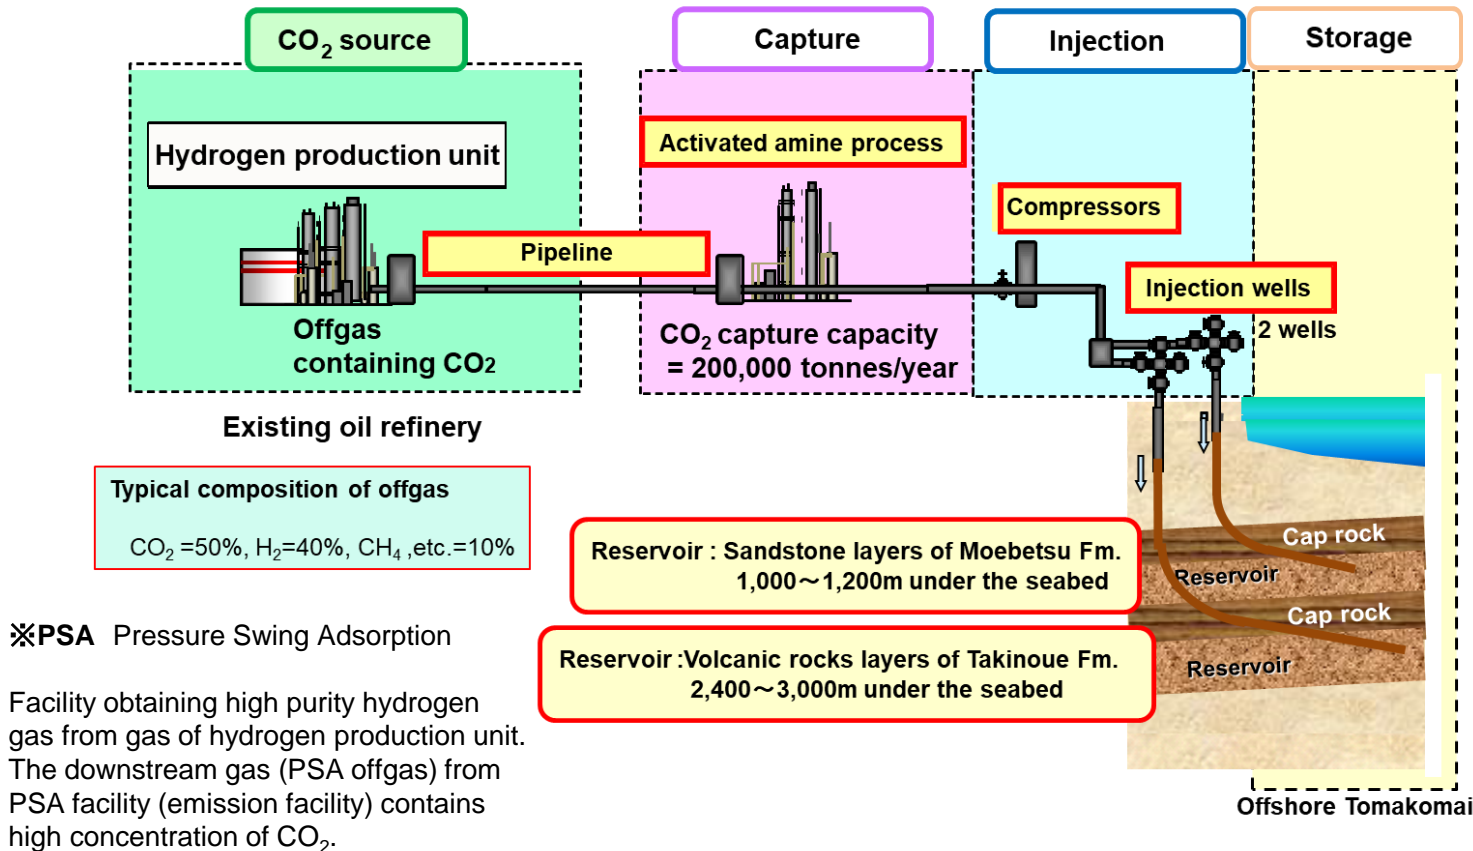 CO₂ source
Capture
Injection
Storage
Hydrogen production unit
Activated amine process
Compressors
Pipeline
Injection wells
2 wells
Offgas
containing CO2
CO₂ capture capacity
= 200,000 tonnes/year
Existing oil refinery
Typical composition of offgas
CO₂ =50%, H₂=40%, CH₄ ,etc.=10%
Reservoir : Sandstone layers of Moebetsu Fm.
1,000～1,200m under the seabed
Cap rock
Reservoir
Cap rock
Reservoir
Reservoir :Volcanic rocks layers of Takinoue Fm.
2,400～3,000m under the seabed
※PSA Pressure Swing Adsorption
Facility obtaining high purity hydrogen
gas from gas of hydrogen production unit.
The downstream gas (PSA offgas) from
PSA facility (emission facility) contains
high concentration of CO₂.
Offshore Tomakomai